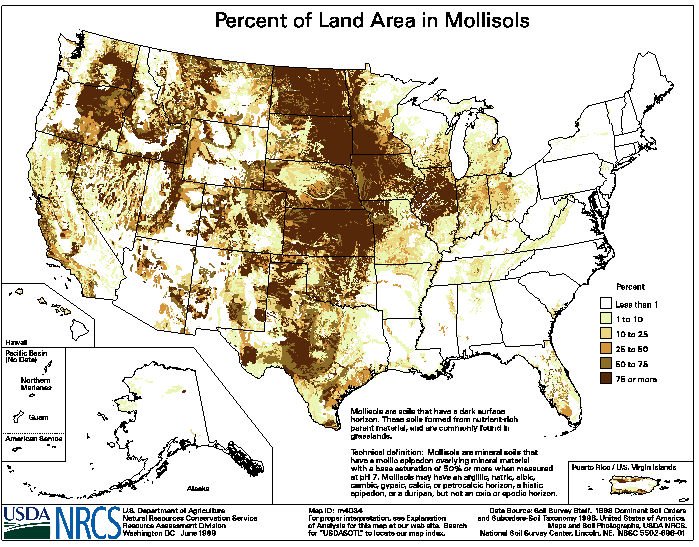 Percent of Land Area in Mollisols
Percent
Less than 1
1 to 10
10 to 25
25 to 50
50 to 75
75 or more
Hawaii
Pacific Basin
(No Data)
Northern
Marianas
Guam
American Samoa
Alaska
Mollisols are soils that have a dark surface
horizon. These soils formed from nutrient-rich
parent material, and are commonly found in
grasslands.
Technical definition: Mollisols are mineral soils that
have a mollic epipedon overlying mineral material
with a base saturation of 50% or more when measured
at pH 7. Mollisols may have an argillic, natric, albic,
cambic, gypsic, calcic, or petrocalcic horizon, a histic
epipedon, or a duripan, but not an oxic or spodic horizon.
Puerto Rico / U.S. Virgin Islands
USDA NRCS
U.S. Department of Agriculture
Natural Resources Conservation Service
Resource Assessment Division
Washington DC June 1999
Map ID: m4034
For proper interpretation, see Explanation
of Analysis for this map at our web site. Search
for "USDASOTL" to locate our map index.
Data Source: Soil Survey Staff. 1998 Dominant Soil Orders
and Suborders-Soil Taxonomy 1998, United States of America.
Maps and Soil Photographs, USDA NRCS.
National Soil Survey Center, Lincoln, NE. NSSC 5502-696-01